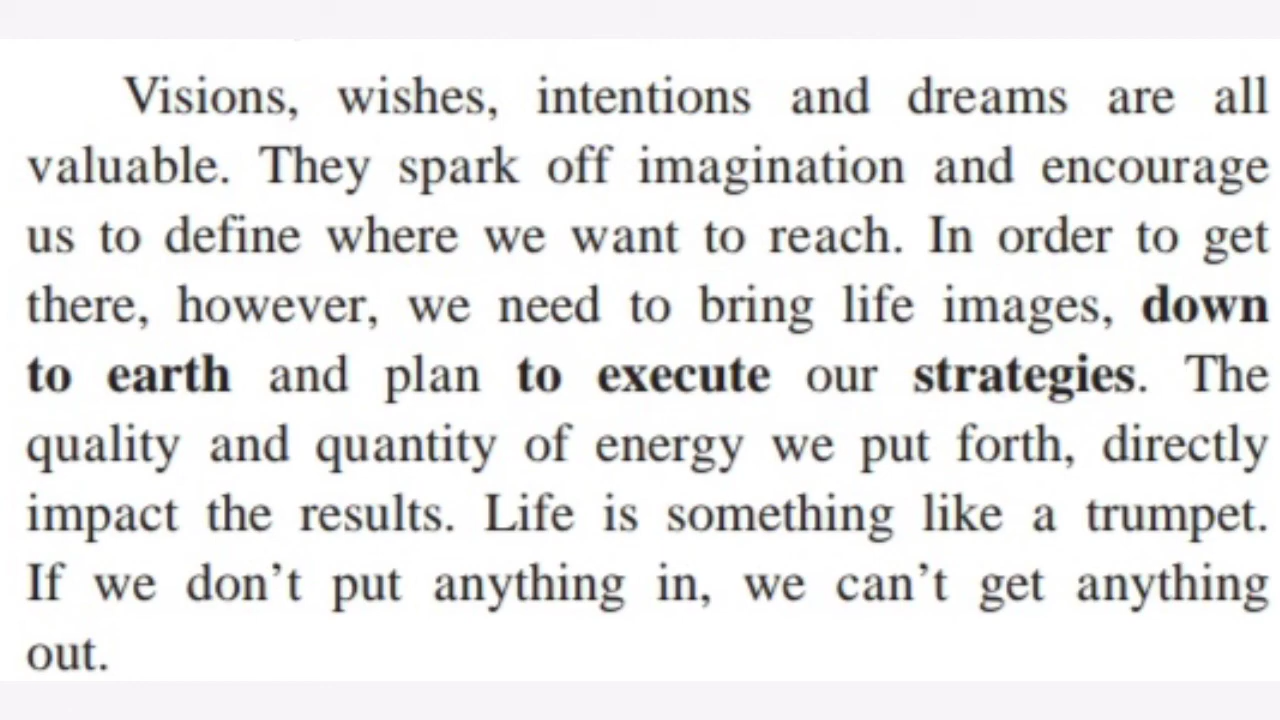 Visions, wishes, intentions and dreams are all
valuable. They spark off imagination and encourage
us to define where we want to reach. In order to get
there, however, we need to bring life images, down
to earth and plan to execute our strategies. The
quality and quantity of energy we put forth, directly
impact the results. Life is something like a trumpet.
If we don’t put anything in, we can’t get anything
out.